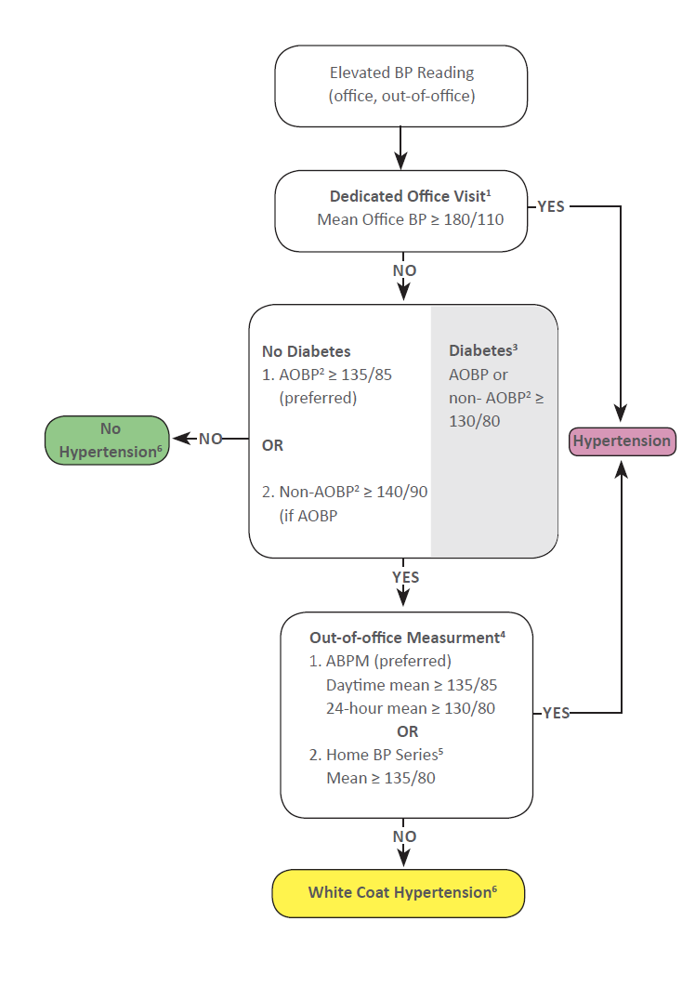 Elevated BP Reading
(office, out-of-office)
Dedicated Office Visit¹
Mean Office BP ≥ 180/110
YES
NO
No Diabetes
1. AOBP² ≥ 135/85
(preferred)
OR
2. Non-AOBP² ≥ 140/90
(if AOBP
Diabetes³
AOBP or
non- AOBP² ≥
130/80
NO
No
Hypertension⁶
Hypertension
YES
Out-of-office Measurment⁴
1. ABPM (preferred)
Daytime mean ≥ 135/85
24-hour mean ≥ 130/80
OR
2. Home BP Series⁵
Mean ≥ 135/80
YES
NO
White Coat Hypertension⁶